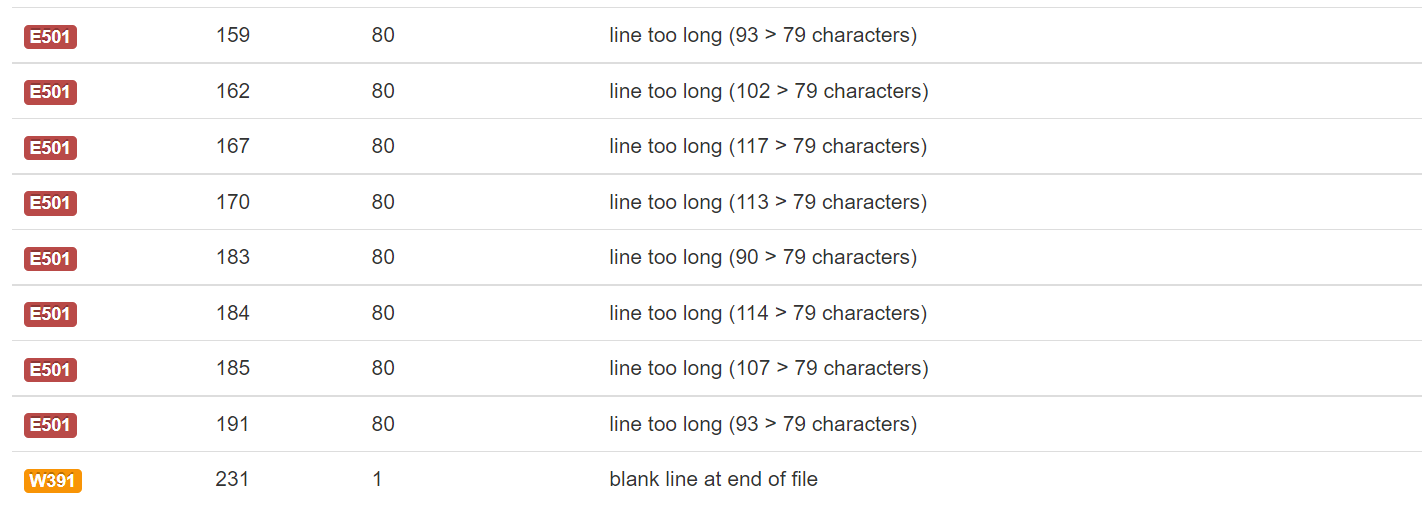 E501 159 80 line too long (93 > 79 characters)
E501 162 80 line too long (102 > 79 characters)
E501 167 80 line too long (117 > 79 characters)
E501 170 80 line too long (113 > 79 characters)
E501 183 80 line too long (90 > 79 characters)
E501 184 80 line too long (114 > 79 characters)
E501 185 80 line too long (107 > 79 characters)
E501 191 80 line too long (93 > 79 characters)
W391 231 1 blank line at end of file